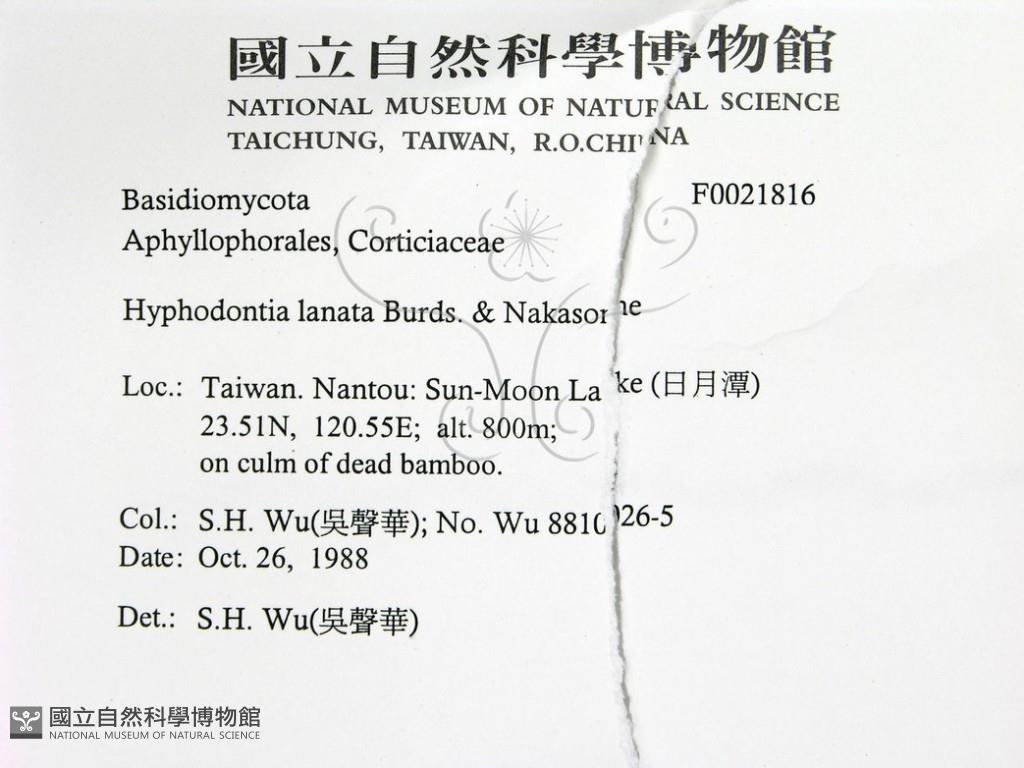 國立自然科學博物館
NATIONAL MUSEUM OF NATURAL SCIENCE
TAICHUNG, TAIWAN, R.O.CHINA
Basidiomycota F0021816
Aphyllophorales, Corticiaceae
Hyphodontia lanata Burds. & Nakasone
Loc.: Taiwan. Nantou: Sun-Moon Lake (日月潭)
23.51N, 120.55E; alt. 800m;
on culm of dead bamboo.
Col.: S.H. Wu(吳聲華); No. Wu 881026-5
Date: Oct. 26, 1988
Det.: S.H. Wu(吳聲華)
國立自然科學博物館
NATIONAL MUSEUM OF NATURAL SCIENCE